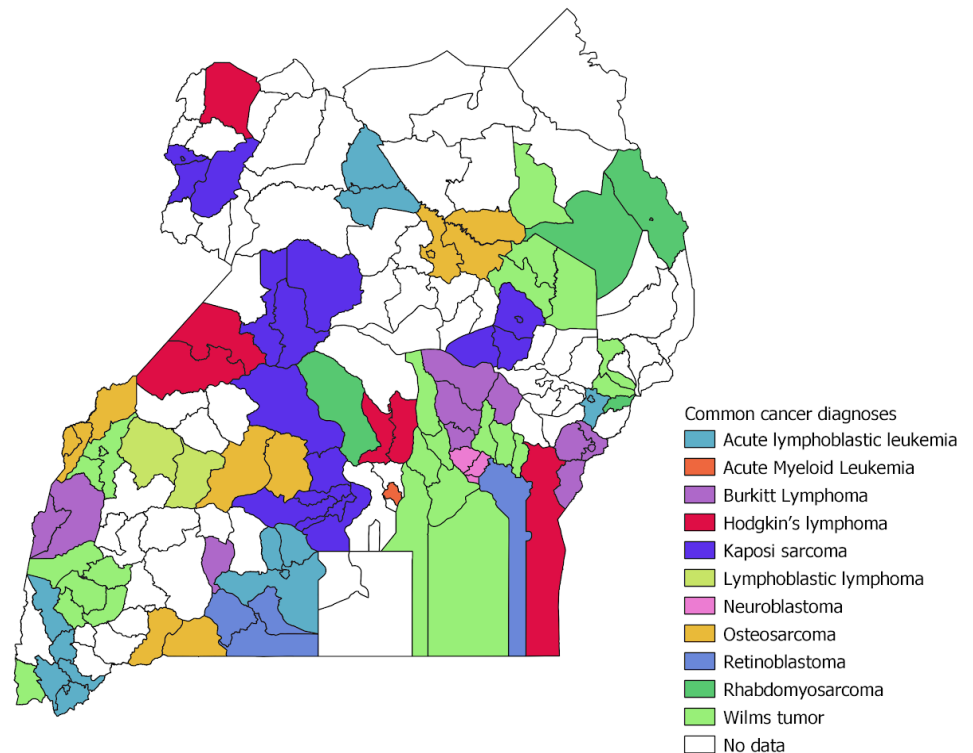 Common cancer diagnoses
Acute lymphoblastic leukemia
Acute Myeloid Leukemia
Burkitt Lymphoma
Hodgkin's lymphoma
Kaposi sarcoma
Lymphoblastic lymphoma
Neuroblastoma
Osteosarcoma
Retinoblastoma
Rhabdomyosarcoma
Wilms tumor
No data